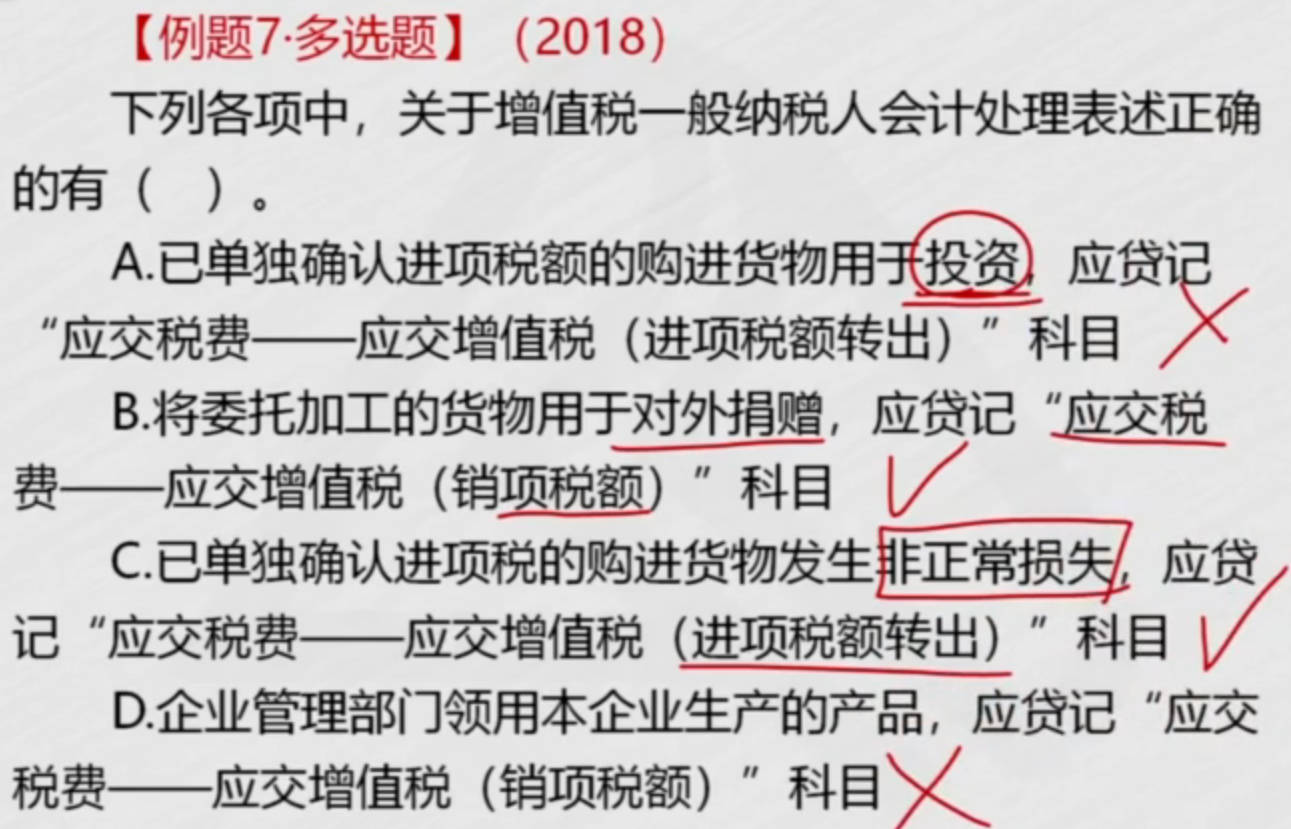 【例题7·多选题】（2018）
下列各项中，关于增值税一般纳税人会计处理表述正确
的有（　）。
A.已单独确认进项税额的购进货物用于投资，应贷记
“应交税费——应交增值税（进项税额转出）”科目
B.将委托加工的货物用于对外捐赠，应贷记“应交税
费——应交增值税（销项税额）”科目
C.已单独确认进项税的购进货物发生非正常损失，应贷
记“应交税费——应交增值税（进项税额转出）”科目
D.企业管理部门领用本企业生产的产品，应贷记“应交
税费——应交增值税（销项税额）”科目